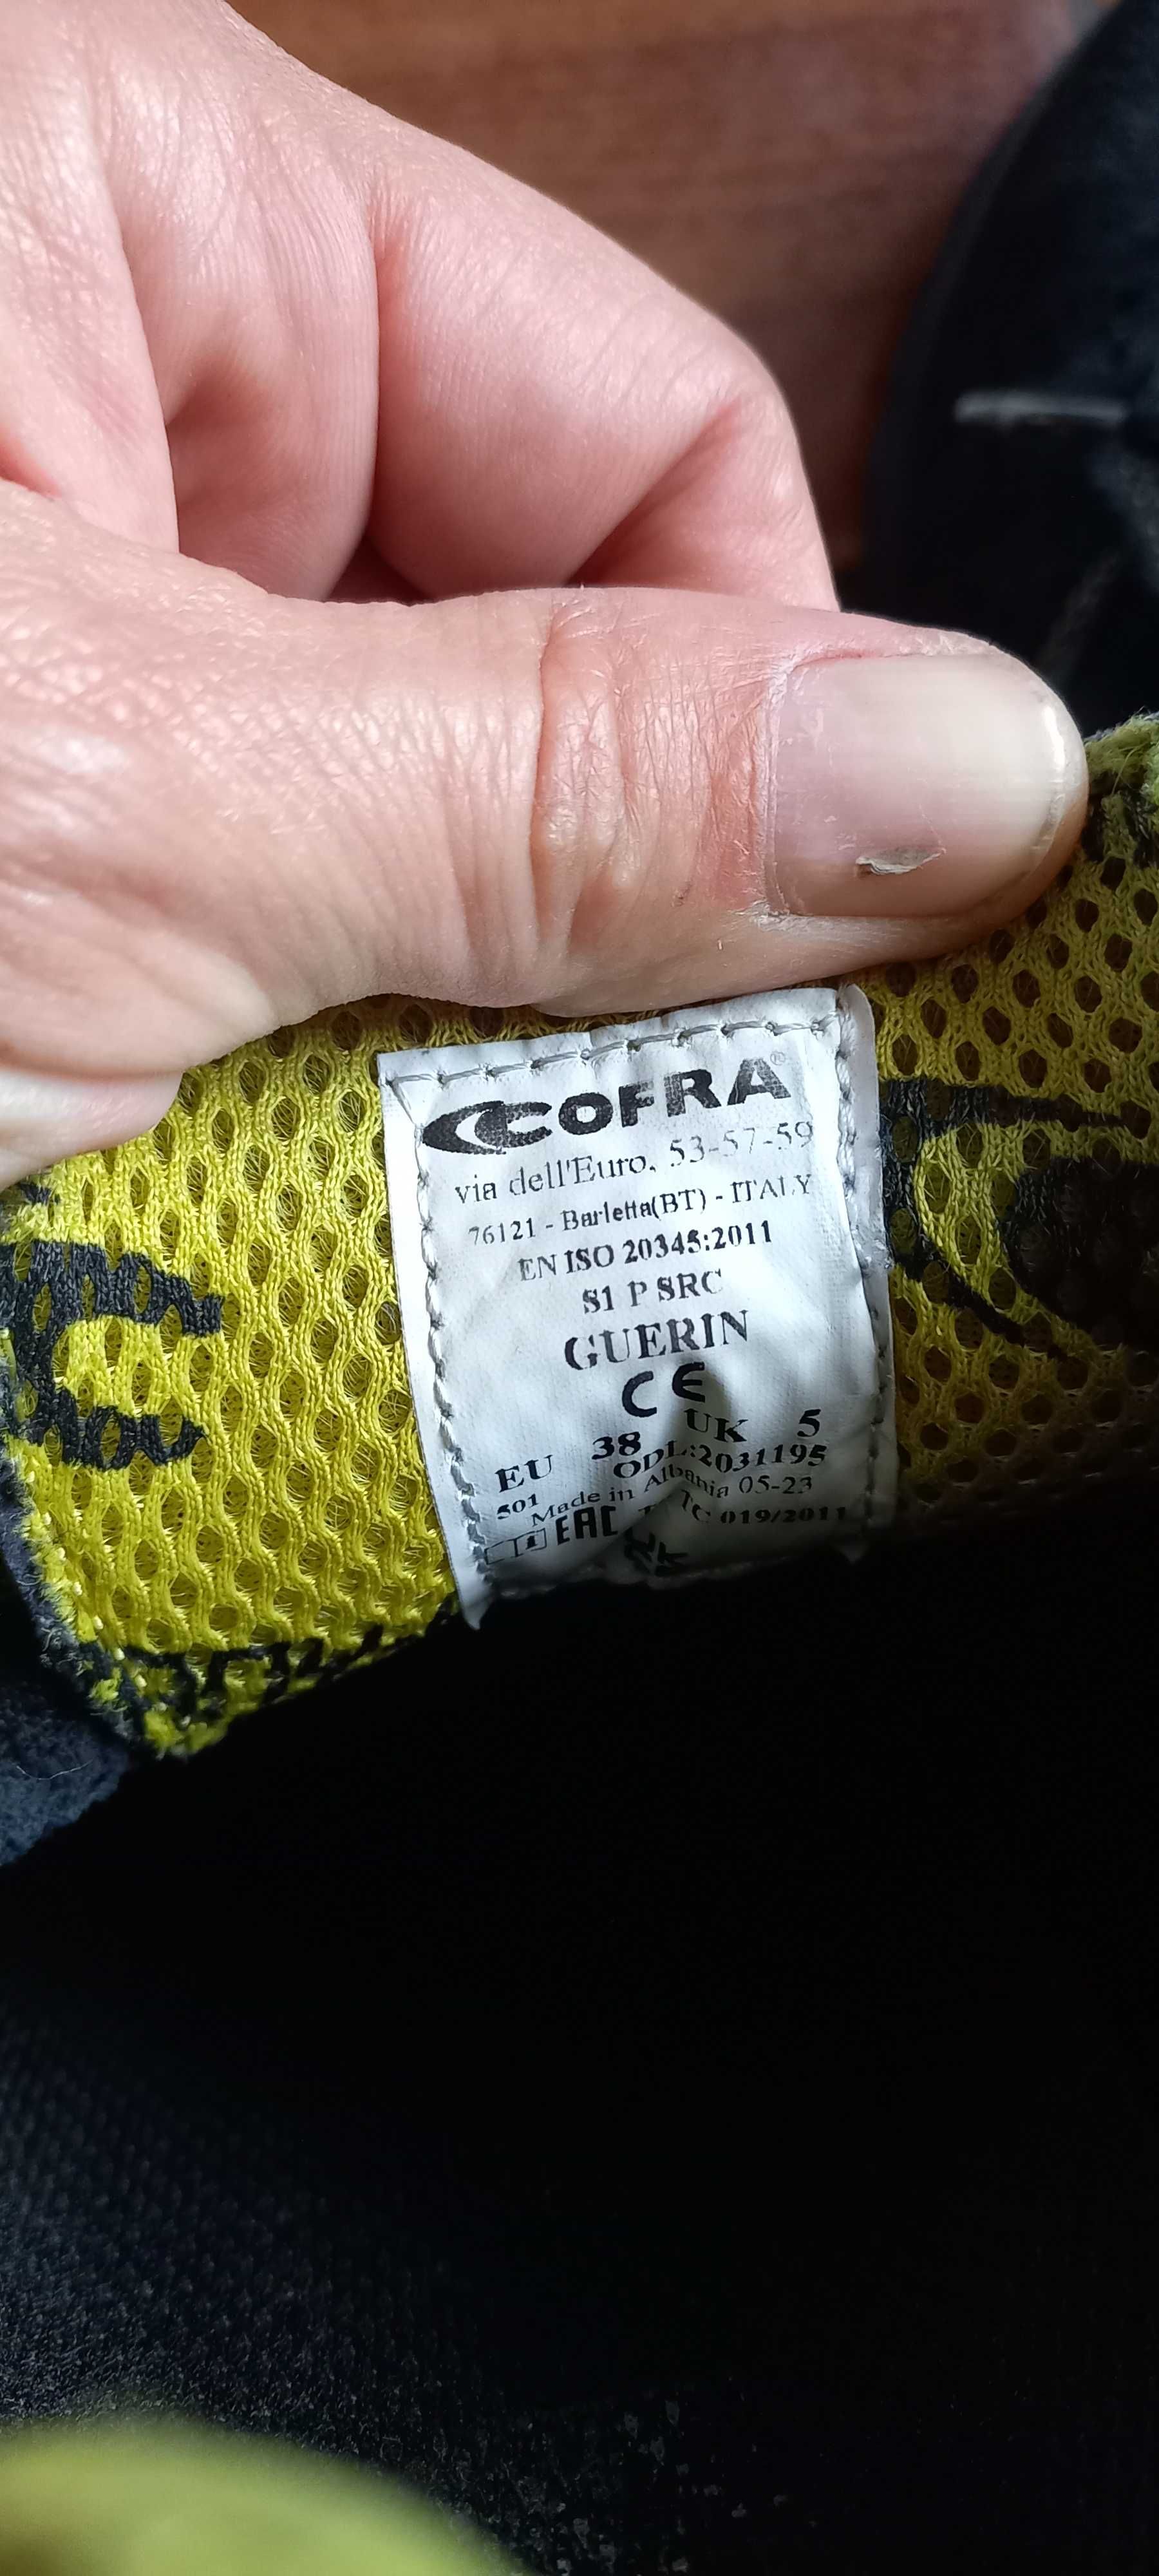 COFRA®
via dell'Euro, 53-57-59
76121 - Barletta(BT) - ITALY
EN ISO 20345:2011
S1 P SRC
GUERIN
CE
EU 38 UK 5
501 ODL:2031195
Made in Albania 05-23
EAC TC 019/2011